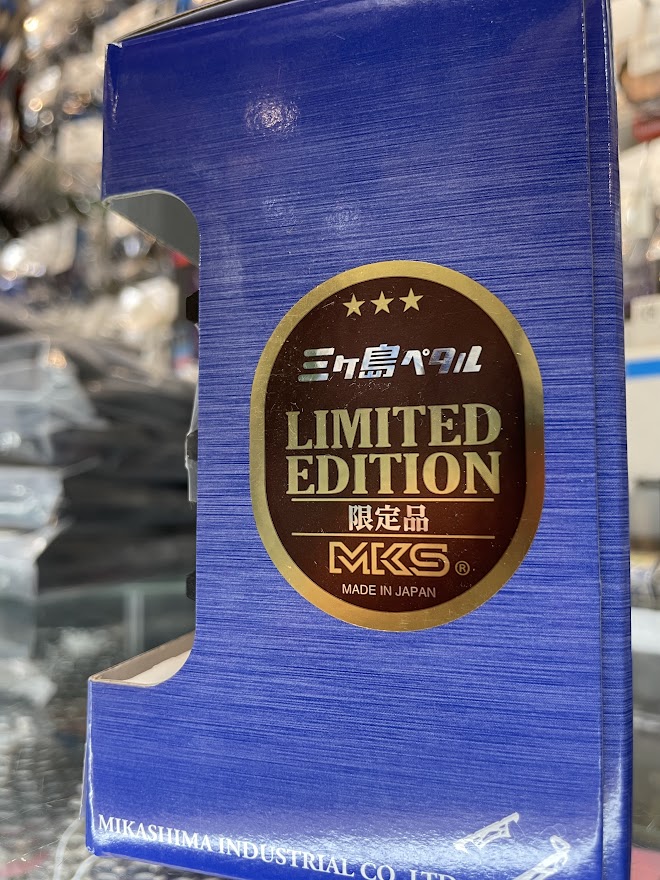 三ヶ島ペダル
LIMITED
EDITION
限定品
MKS®
MADE IN JAPAN
MIKASHIMA INDUSTRIAL CO. LTD